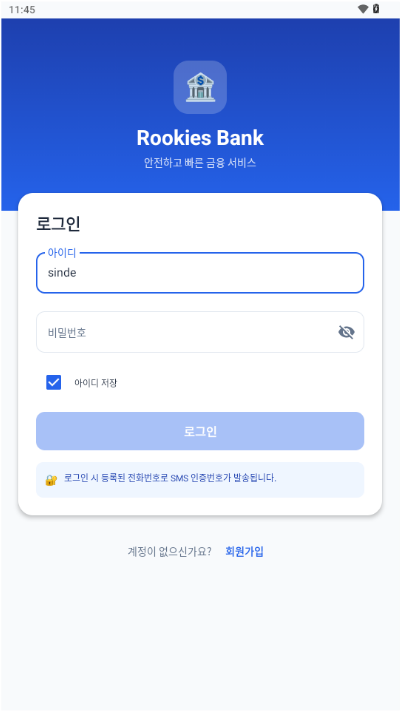 11:45
Rookies Bank
안전하고 빠른 금융 서비스
로그인
아이디
sinde
비밀번호
아이디 저장
로그인
로그인 시 등록된 전화번호로 SMS 인증번호가 발송됩니다.
계정이 없으신가요? 회원가입